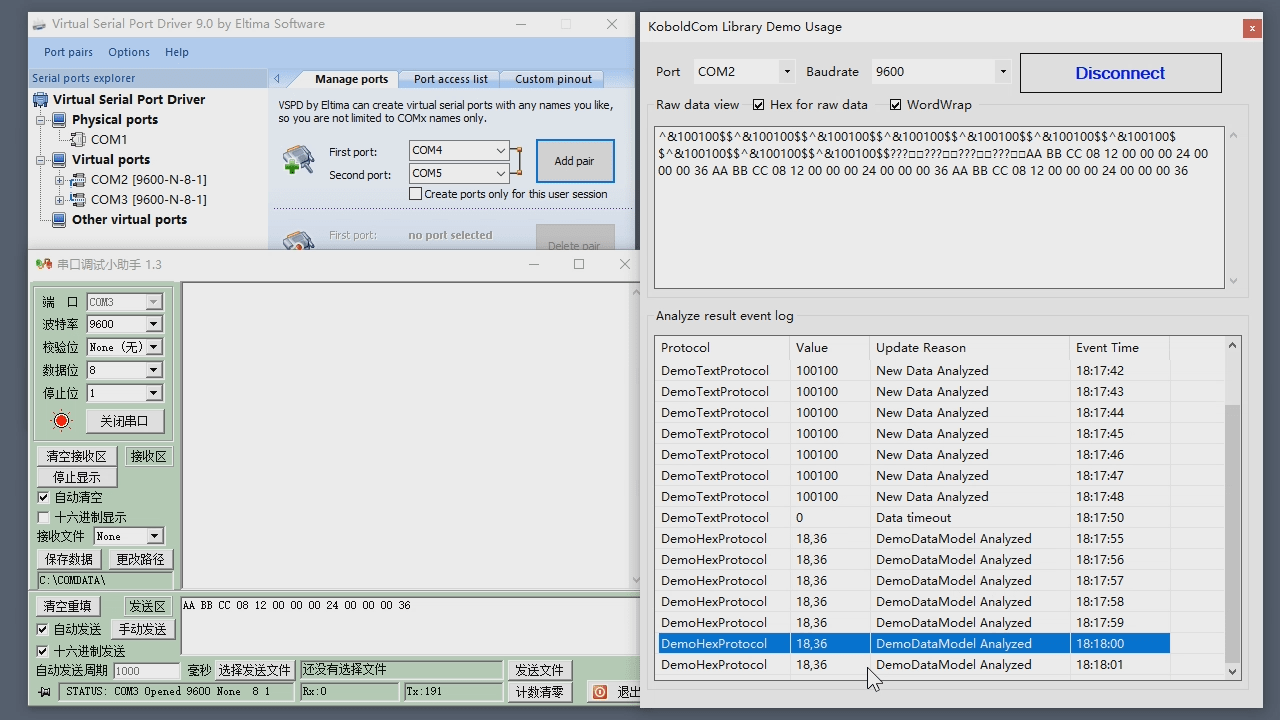 Virtual Serial Port Driver 9.0 by Eltima Software
Port pairs Options Help
Serial ports explorer
Virtual Serial Port Driver
Physical ports
COM1
Virtual ports
COM2 [9600-N-8-1]
COM3 [9600-N-8-1]
Other virtual ports
Manage ports Port access list Custom pinout
VSPD by Eltima can create virtual serial ports with any names you like,
so you are not limited to COMx names only.
First port: COM4
Second port: COM5
Add pair
Create ports only for this user session
First port: no port selected
Delete pair
串口调试小助手 1.3
端 口 COM3
波特率 9600
校验位 None (无)
数据位 8
停止位 1
关闭串口
清空接收区 接收区
停止显示
自动清空
十六进制显示
接收文件 None
保存数据 更改路径
C:\COMDATA\
清空重填 发送区
自动发送 手动发送
十六进制发送
AA BB CC 08 12 00 00 00 24 00 00 00 36
自动发送周期 1000 毫秒 选择发送文件 还没有选择文件 发送文件
STATUS: COM3 Opened 9600 None 8 1 Rx:0 Tx:191 计数清零 退出
KoboldCom Library Demo Usage
Port COM2 Baudrate 9600 Disconnect
Raw data view Hex for raw data WordWrap
^&100100$$^&100100$$^&100100$$^&100100$$^&100100$$^&100100$$^&100100$
$^&100100$$^&100100$$^&100100$$???□□???□□???□□???□□AA BB CC 08 12 00 00 00 24 00
00 00 36 AA BB CC 08 12 00 00 00 24 00 00 00 36 AA BB CC 08 12 00 00 00 24 00 00 00 36
Analyze result event log
Protocol Value Update Reason Event Time
DemoTextProtocol 100100 New Data Analyzed 18:17:42
DemoTextProtocol 100100 New Data Analyzed 18:17:43
DemoTextProtocol 100100 New Data Analyzed 18:17:44
DemoTextProtocol 100100 New Data Analyzed 18:17:45
DemoTextProtocol 100100 New Data Analyzed 18:17:46
DemoTextProtocol 100100 New Data Analyzed 18:17:47
DemoTextProtocol 100100 New Data Analyzed 18:17:48
DemoTextProtocol 0 Data timeout 18:17:50
DemoHexProtocol 18,36 DemoDataModel Analyzed 18:17:55
DemoHexProtocol 18,36 DemoDataModel Analyzed 18:17:56
DemoHexProtocol 18,36 DemoDataModel Analyzed 18:17:57
DemoHexProtocol 18,36 DemoDataModel Analyzed 18:17:58
DemoHexProtocol 18,36 DemoDataModel Analyzed 18:17:59
DemoHexProtocol 18,36 DemoDataModel Analyzed 18:18:00
DemoHexProtocol 18,36 DemoDataModel Analyzed 18:18:01